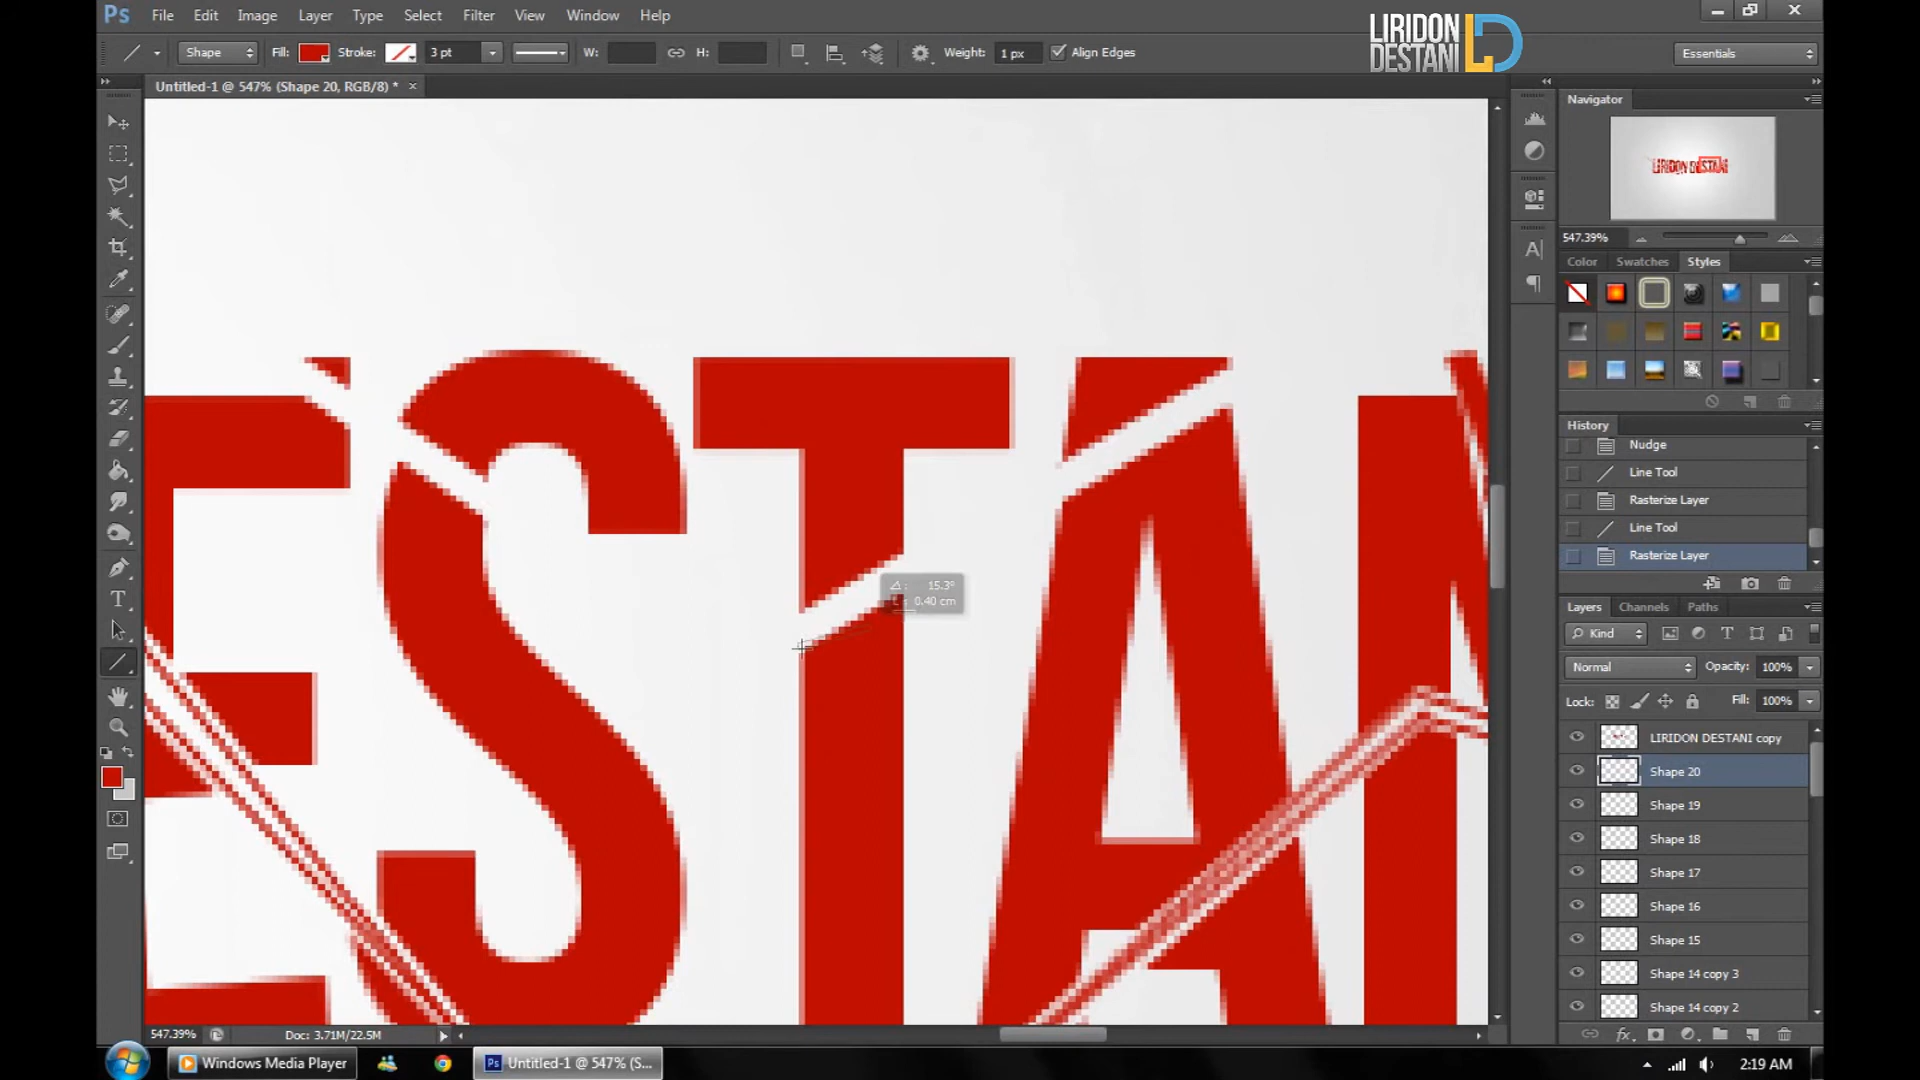 Ps File Edit Image Layer Type Select Filter View Window Help
LIRIDON
DESTANI
Shape Fill: Stroke: 3 pt W: H: Weight: 1 px Align Edges Essentials
Untitled-1 @ 547% (Shape 20, RGB/8) * ×
Navigator
LIRIDON DESTANI
547.39%
Color Swatches Styles
History
Nudge
Line Tool
Rasterize Layer
Line Tool
Rasterize Layer
ESTAN
15.3°
L: 0.40 cm
Layers Channels Paths
Kind
Normal Opacity: 100%
Lock: Fill: 100%
LIRIDON DESTANI copy
Shape 20
Shape 19
Shape 18
Shape 17
Shape 16
Shape 15
Shape 14 copy 3
Shape 14 copy 2
547.39% Doc: 3.71M/22.5M
Windows Media Player
Untitled-1 @ 547% (S...
2:19 AM